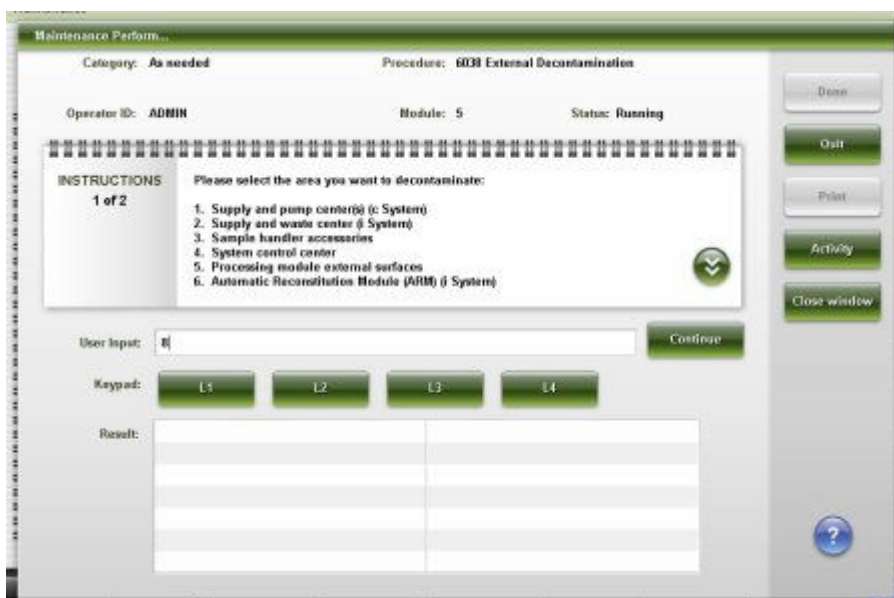 Maintenance Perform...
Category: As needed
Procedure: 6038 External Decontamination
Operator ID: ADMIN
Module: 5
Status: Running
INSTRUCTIONS
1 of 2
Please select the area you want to decontaminate:
1. Supply and pump center(s) (c System)
2. Supply and waste center (i System)
3. Sample handler accessories
4. System control center
5. Processing module external surfaces
6. Automatic Reconstitution Module (ARM) (i System)
User Input: 8
Continue
Keypad: L1 L2 L3 L4
Result:
Done
Quit
Print
Activity
Close window
?